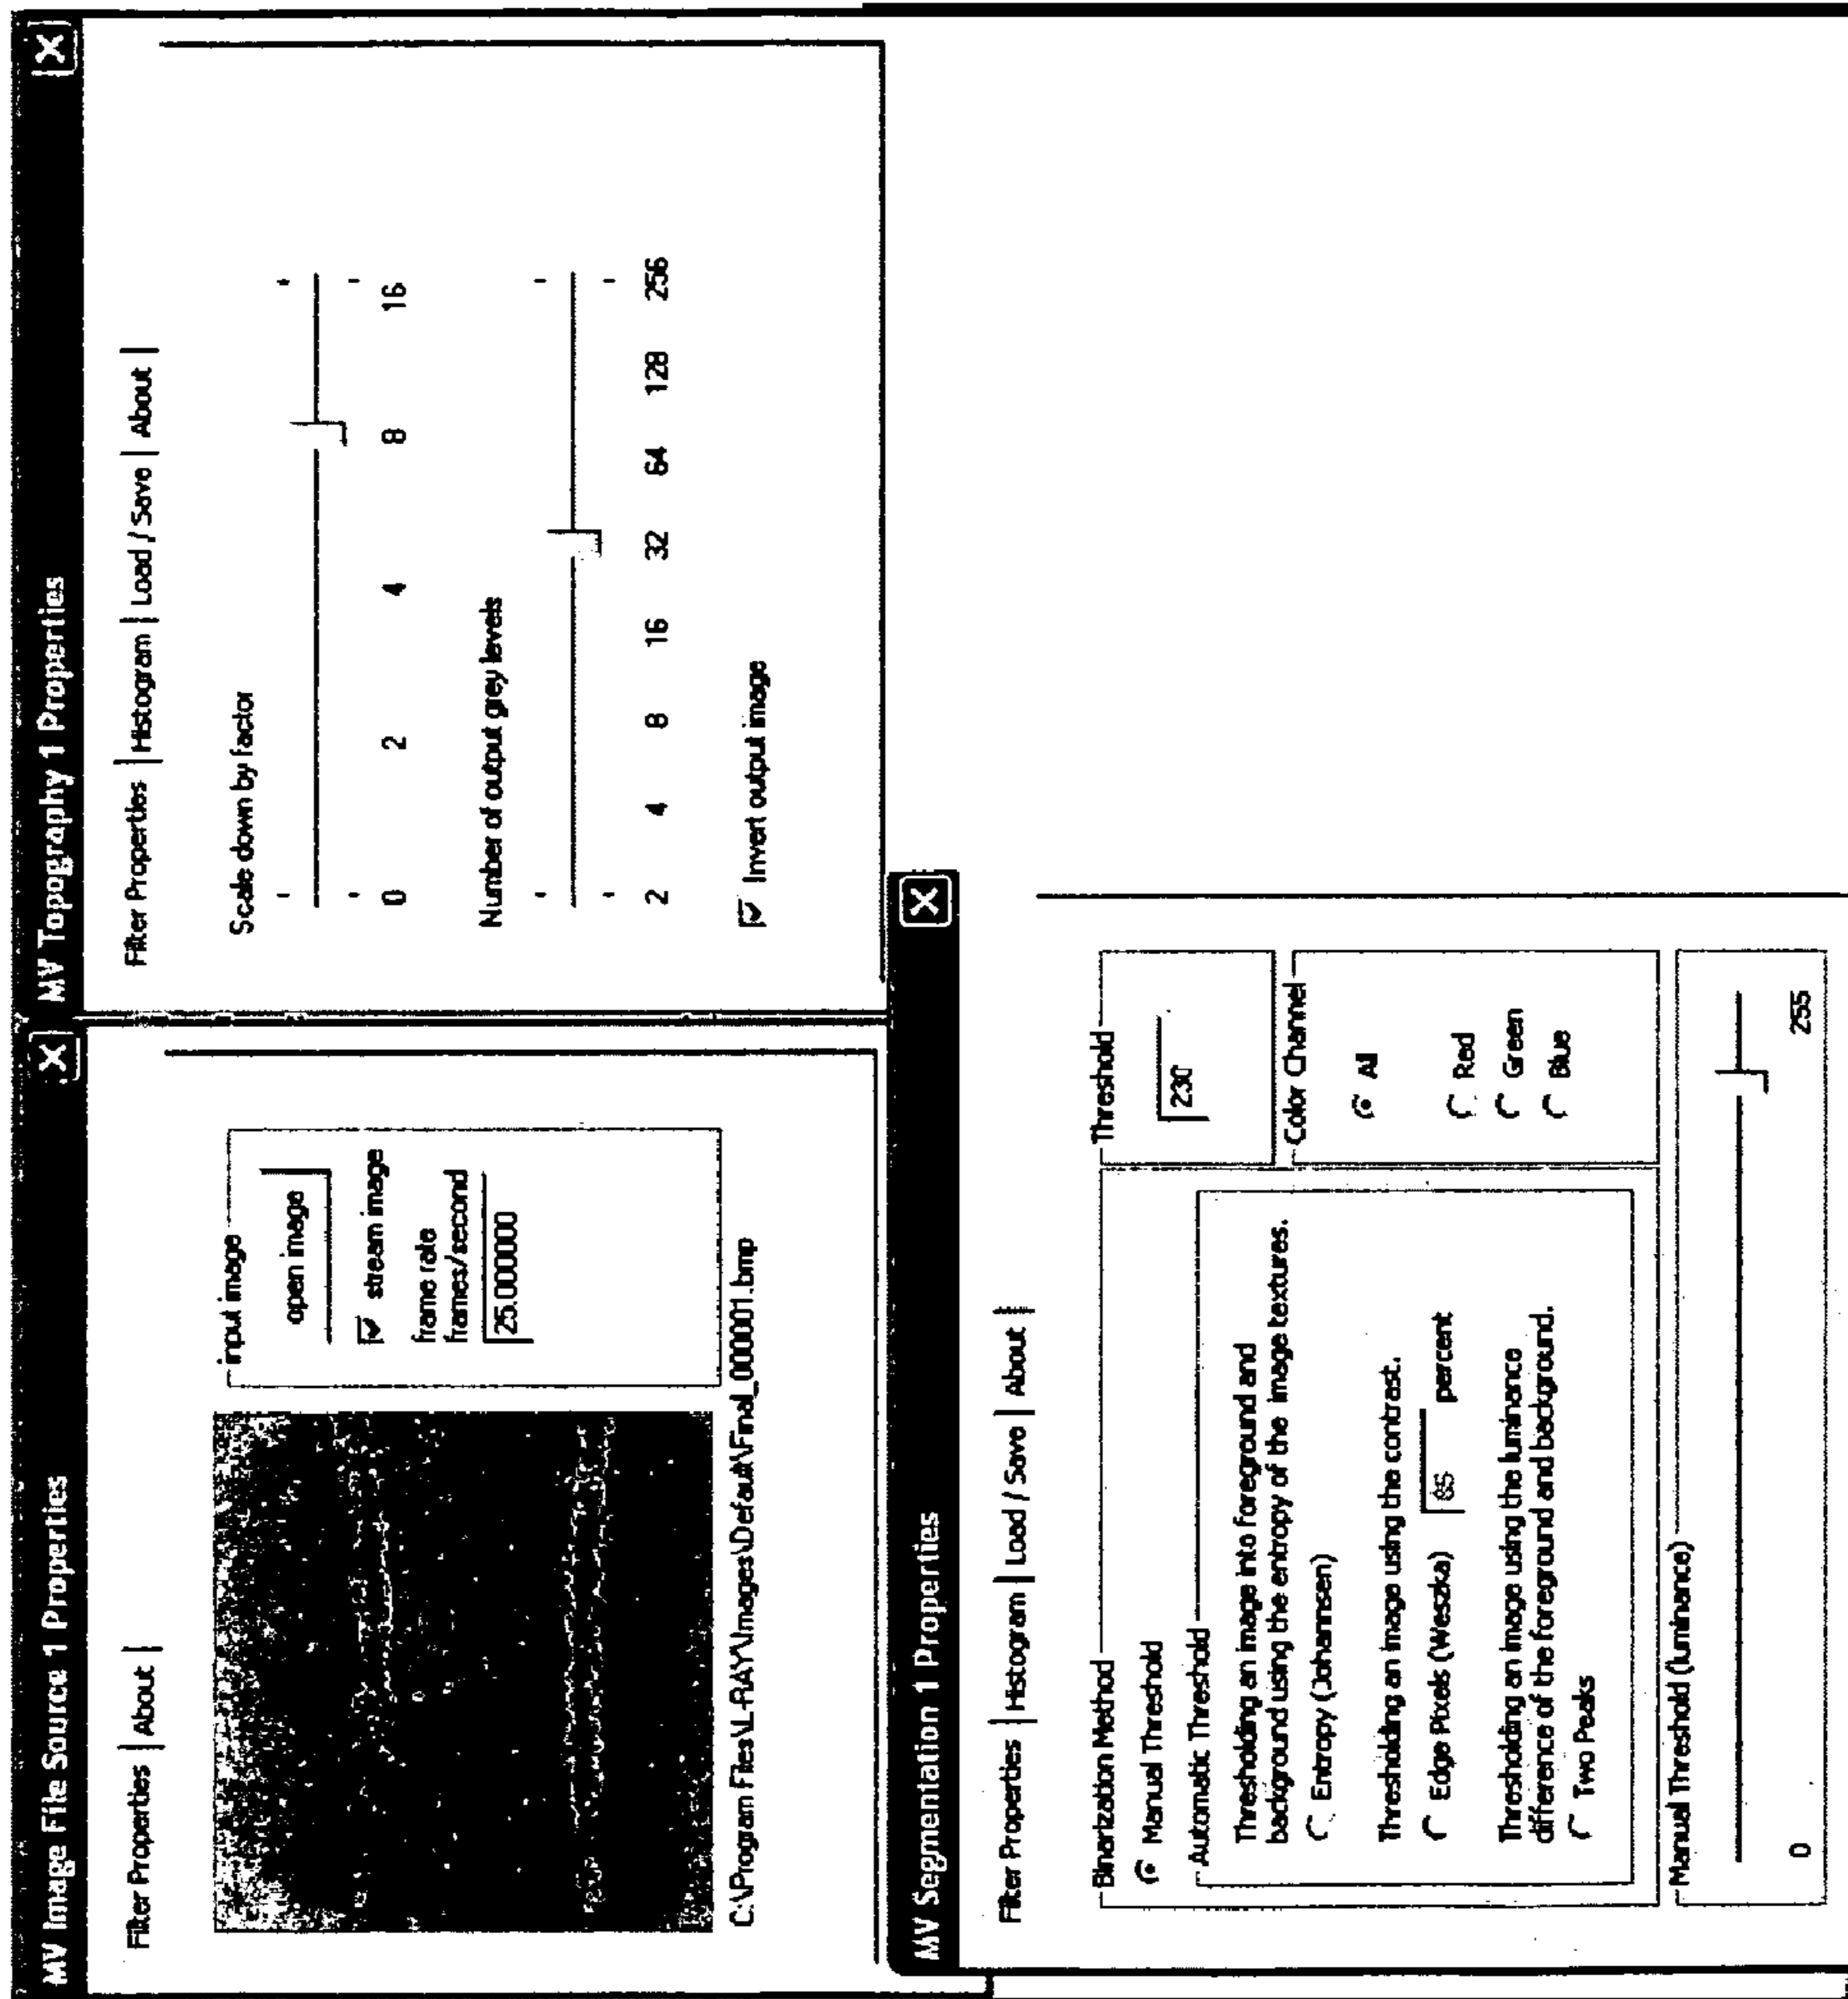 MV Image File Source 1 Properties
Filter Properties | About |
input image
open image
stream image
frame rate
frames/second
25.000000
C:\Program Files\L-RAY\Images\Default\Final_000001.bmp
MV Topography 1 Properties
Filter Properties | Histogram | Load / Save | About |
Scale down by factor
0 2 4 8 16
Number of output grey levels
2 4 8 16 32 64 128 256
Invert output image
MV Segmentation 1 Properties
Filter Properties | Histogram | Load / Save | About |
Binarization Method
Manual Threshold
Automatic Threshold
Thresholding an image into foreground and
background using the entropy of the image textures.
Entropy (Johannsen)
Thresholding an image using the contrast.
Edge Pixels (Weszka) 85 percent
Thresholding an image using the luminance
difference of the foreground and background.
Two Peaks
Threshold
230
Color Channel
All
Red
Green
Blue
Manual Threshold (luminance)
0 255